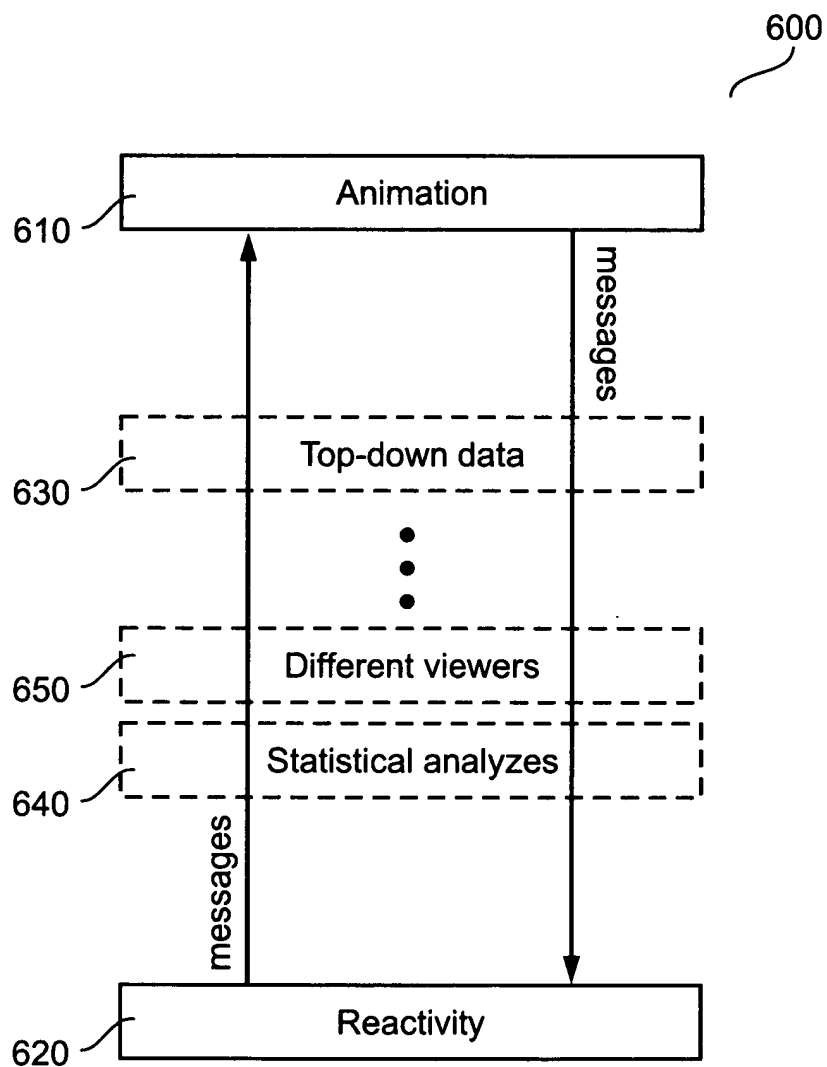 600
Animation
610
messages
Top-down data
630
Different viewers
650
Statistical analyzes
640
messages
Reactivity
620